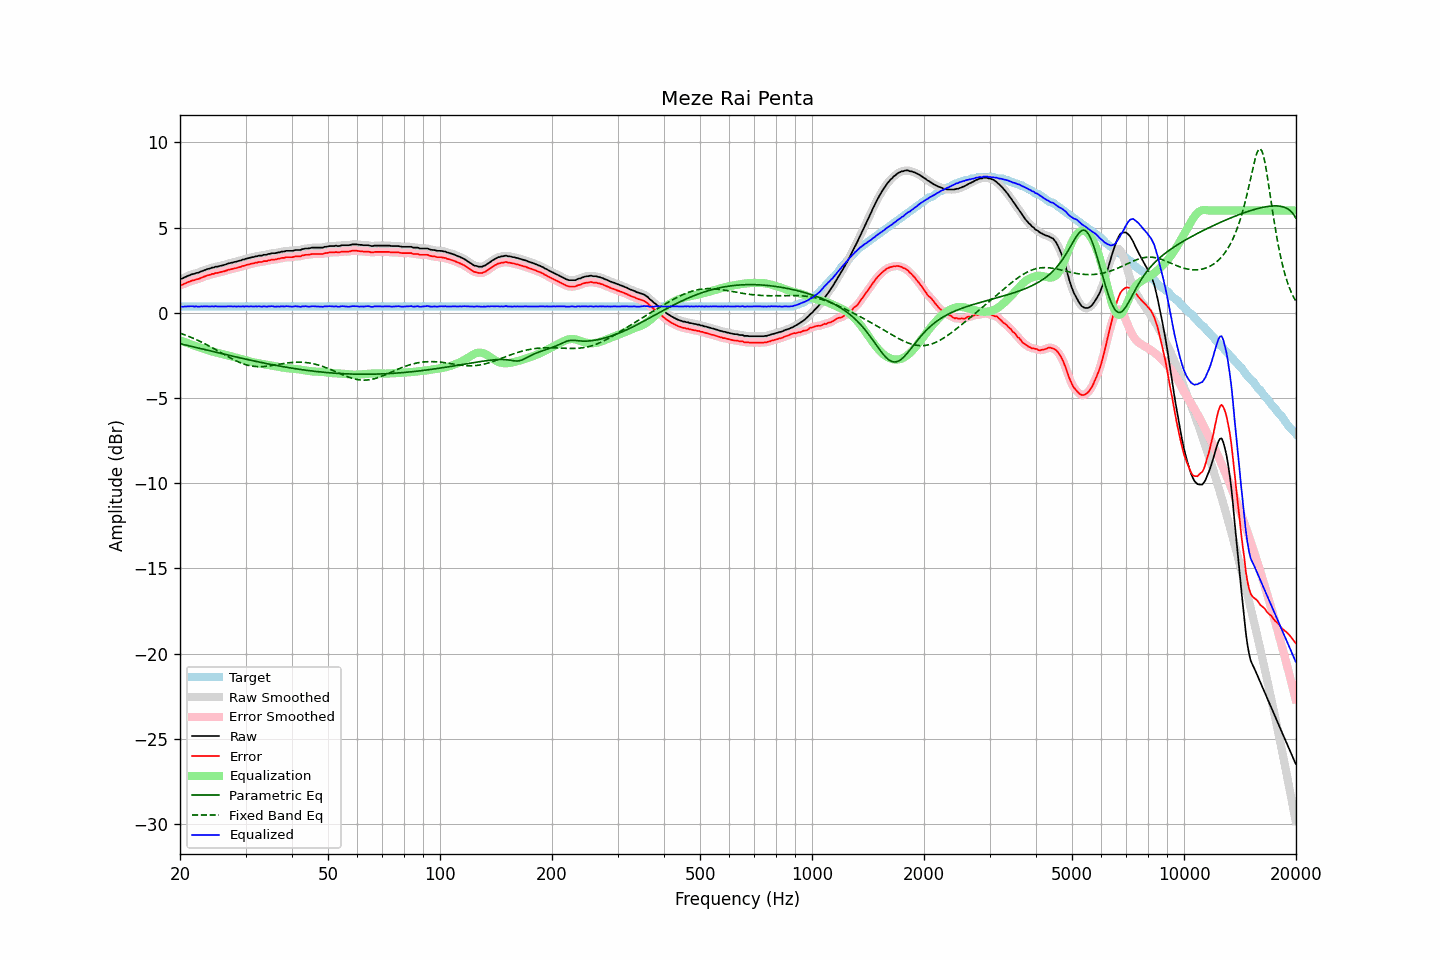 Meze Rai Penta
10
5
0
−5
−10
−15
−20
−25
−30
Amplitude (dBr)
Target
Raw Smoothed
Error Smoothed
Raw
Error
Equalization
Parametric Eq
Fixed Band Eq
Equalized
20 50 100 200 500 1000 2000 5000 10000 20000
Frequency (Hz)